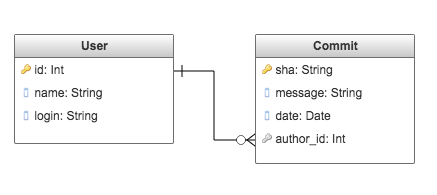 User
id: Int
name: String
login: String
Commit
sha: String
message: String
date: Date
author_id: Int